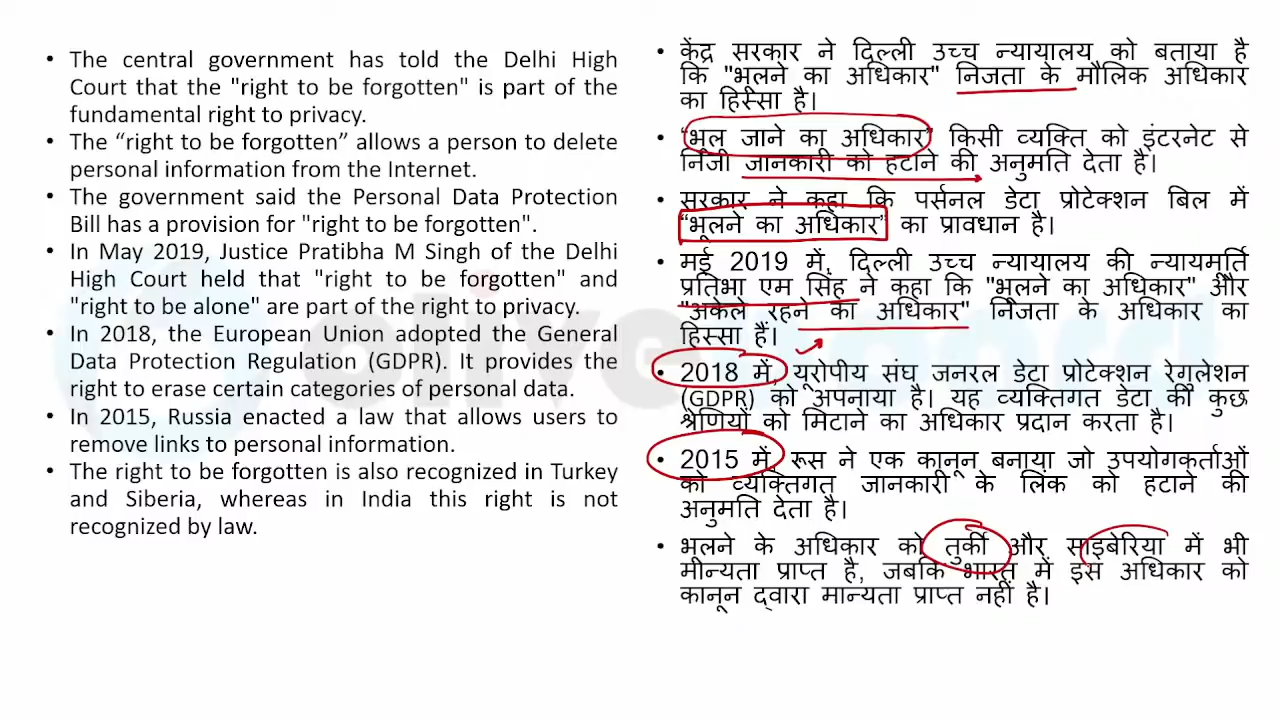 • The central government has told the Delhi High
Court that the "right to be forgotten" is part of the
fundamental right to privacy.
• The “right to be forgotten” allows a person to delete
personal information from the Internet.
• The government said the Personal Data Protection
Bill has a provision for "right to be forgotten".
• In May 2019, Justice Pratibha M Singh of the Delhi
High Court held that "right to be forgotten" and
"right to be alone" are part of the right to privacy.
• In 2018, the European Union adopted the General
Data Protection Regulation (GDPR). It provides the
right to erase certain categories of personal data.
• In 2015, Russia enacted a law that allows users to
remove links to personal information.
• The right to be forgotten is also recognized in Turkey
and Siberia, whereas in India this right is not
recognized by law.
• केंद्र सरकार ने दिल्ली उच्च न्यायालय को बताया है
कि "भूलने का अधिकार" निजता के मौलिक अधिकार
का हिस्सा है।
• “भूल जाने का अधिकार” किसी व्यक्ति को इंटरनेट से
निजी जानकारी को हटाने की अनुमति देता है।
• सरकार ने कहा कि पर्सनल डेटा प्रोटेक्शन बिल में
“भूलने का अधिकार” का प्रावधान है।
• मई 2019 में, दिल्ली उच्च न्यायालय की न्यायमूर्ति
प्रतिभा एम सिंह ने कहा कि "भूलने का अधिकार" और
"अकेले रहने का अधिकार" निजता के अधिकार का
हिस्सा हैं।
• 2018 में, यूरोपीय संघ जनरल डेटा प्रोटेक्शन रेगुलेशन
(GDPR) को अपनाया है। यह व्यक्तिगत डेटा की कुछ
श्रेणियों को मिटाने का अधिकार प्रदान करता है।
• 2015 में, रूस ने एक कानून बनाया जो उपयोगकर्ताओं
को व्यक्तिगत जानकारी के लिंक को हटाने की
अनुमति देता है।
• भूलने के अधिकार को तुर्की और साइबेरिया में भी
मान्यता प्राप्त है, जबकि भारत में इस अधिकार को
कानून द्वारा मान्यता प्राप्त नहीं है।